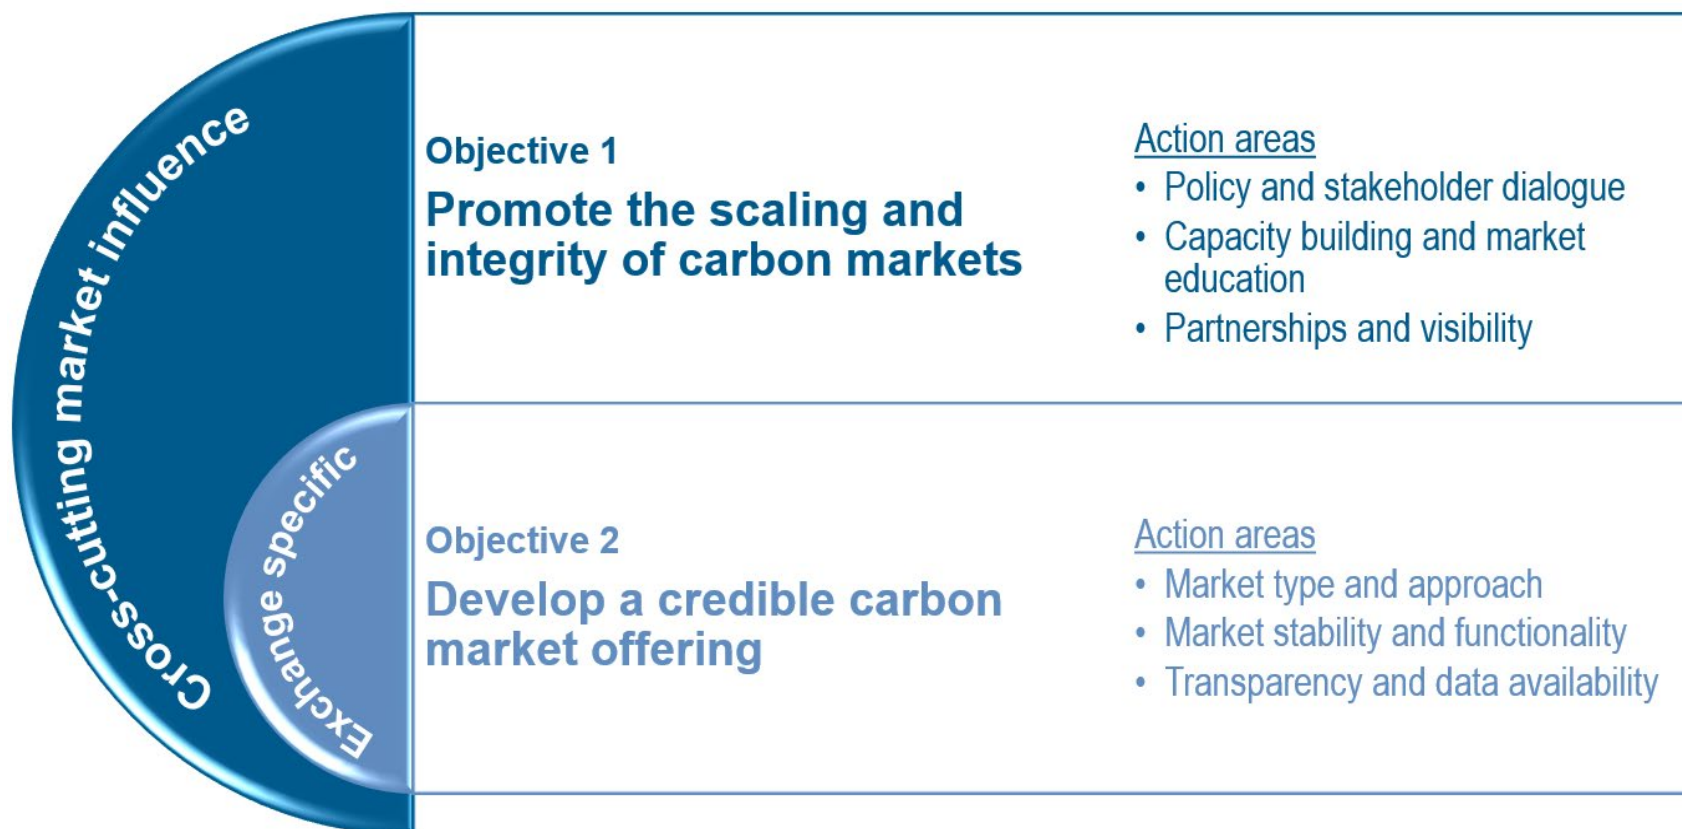 Cross-cutting market influence
Objective 1
Promote the scaling and
integrity of carbon markets
Action areas
• Policy and stakeholder dialogue
• Capacity building and market
education
• Partnerships and visibility
Exchange specific
Objective 2
Develop a credible carbon
market offering
Action areas
• Market type and approach
• Market stability and functionality
• Transparency and data availability